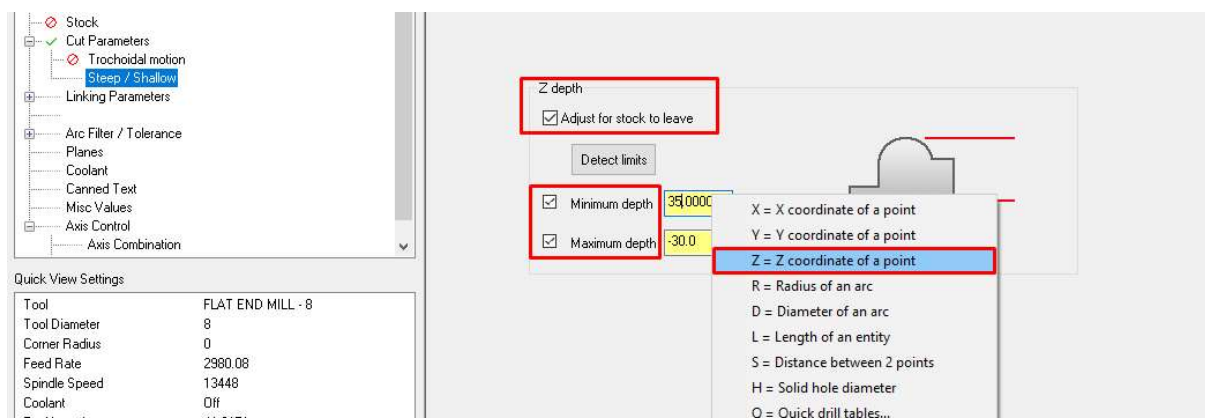 Stock
Cut Parameters
Trochoidal motion
Steep / Shallow
Linking Parameters
Arc Filter / Tolerance
Planes
Coolant
Canned Text
Misc Values
Axis Control
Axis Combination
Quick View Settings
Tool FLAT END MILL - 8
Tool Diameter 8
Corner Radius 0
Feed Rate 2980.08
Spindle Speed 13448
Coolant Off
Z depth
Adjust for stock to leave
Detect limits
Minimum depth 35.0000
Maximum depth -30.0
X = X coordinate of a point
Y = Y coordinate of a point
Z = Z coordinate of a point
R = Radius of an arc
D = Diameter of an arc
L = Length of an entity
S = Distance between 2 points
H = Solid hole diameter
Q = Quick drill tables...